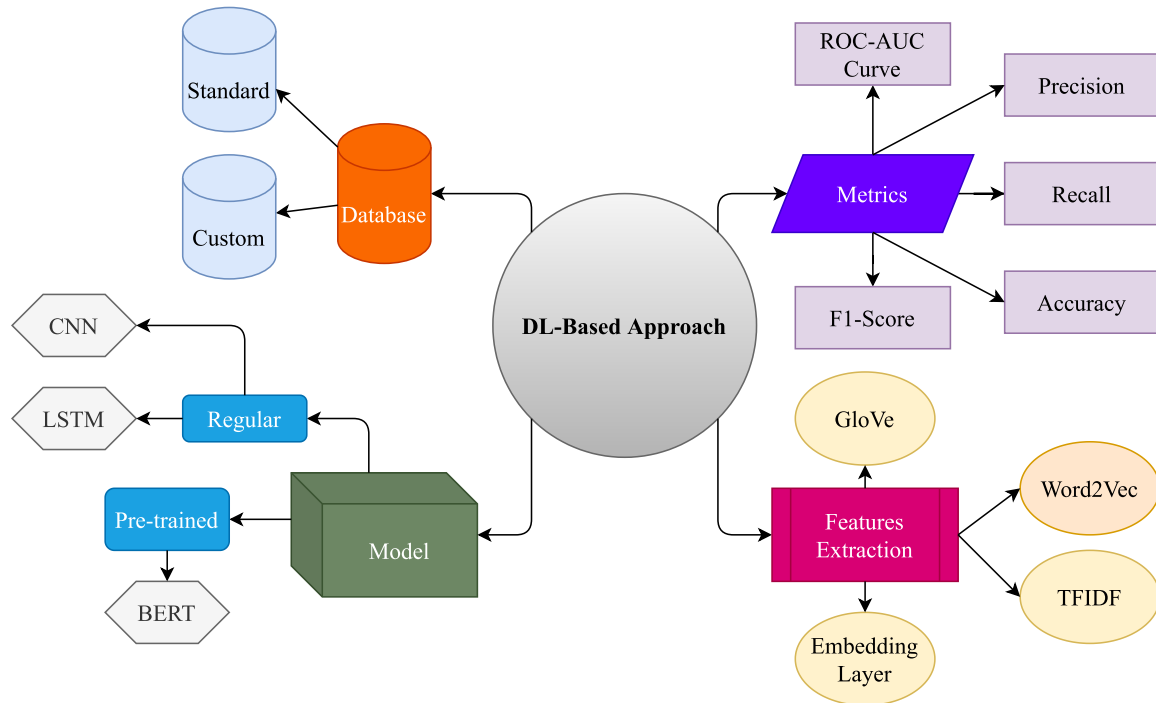 ROC-AUC
Curve
Precision
Standard
Metrics
Recall
Database
Custom
Accuracy
F1-Score
DL-Based Approach
CNN
LSTM
Regular
GloVe
Word2Vec
Pre-trained
Features
Extraction
Model
TFIDF
BERT
Embedding
Layer